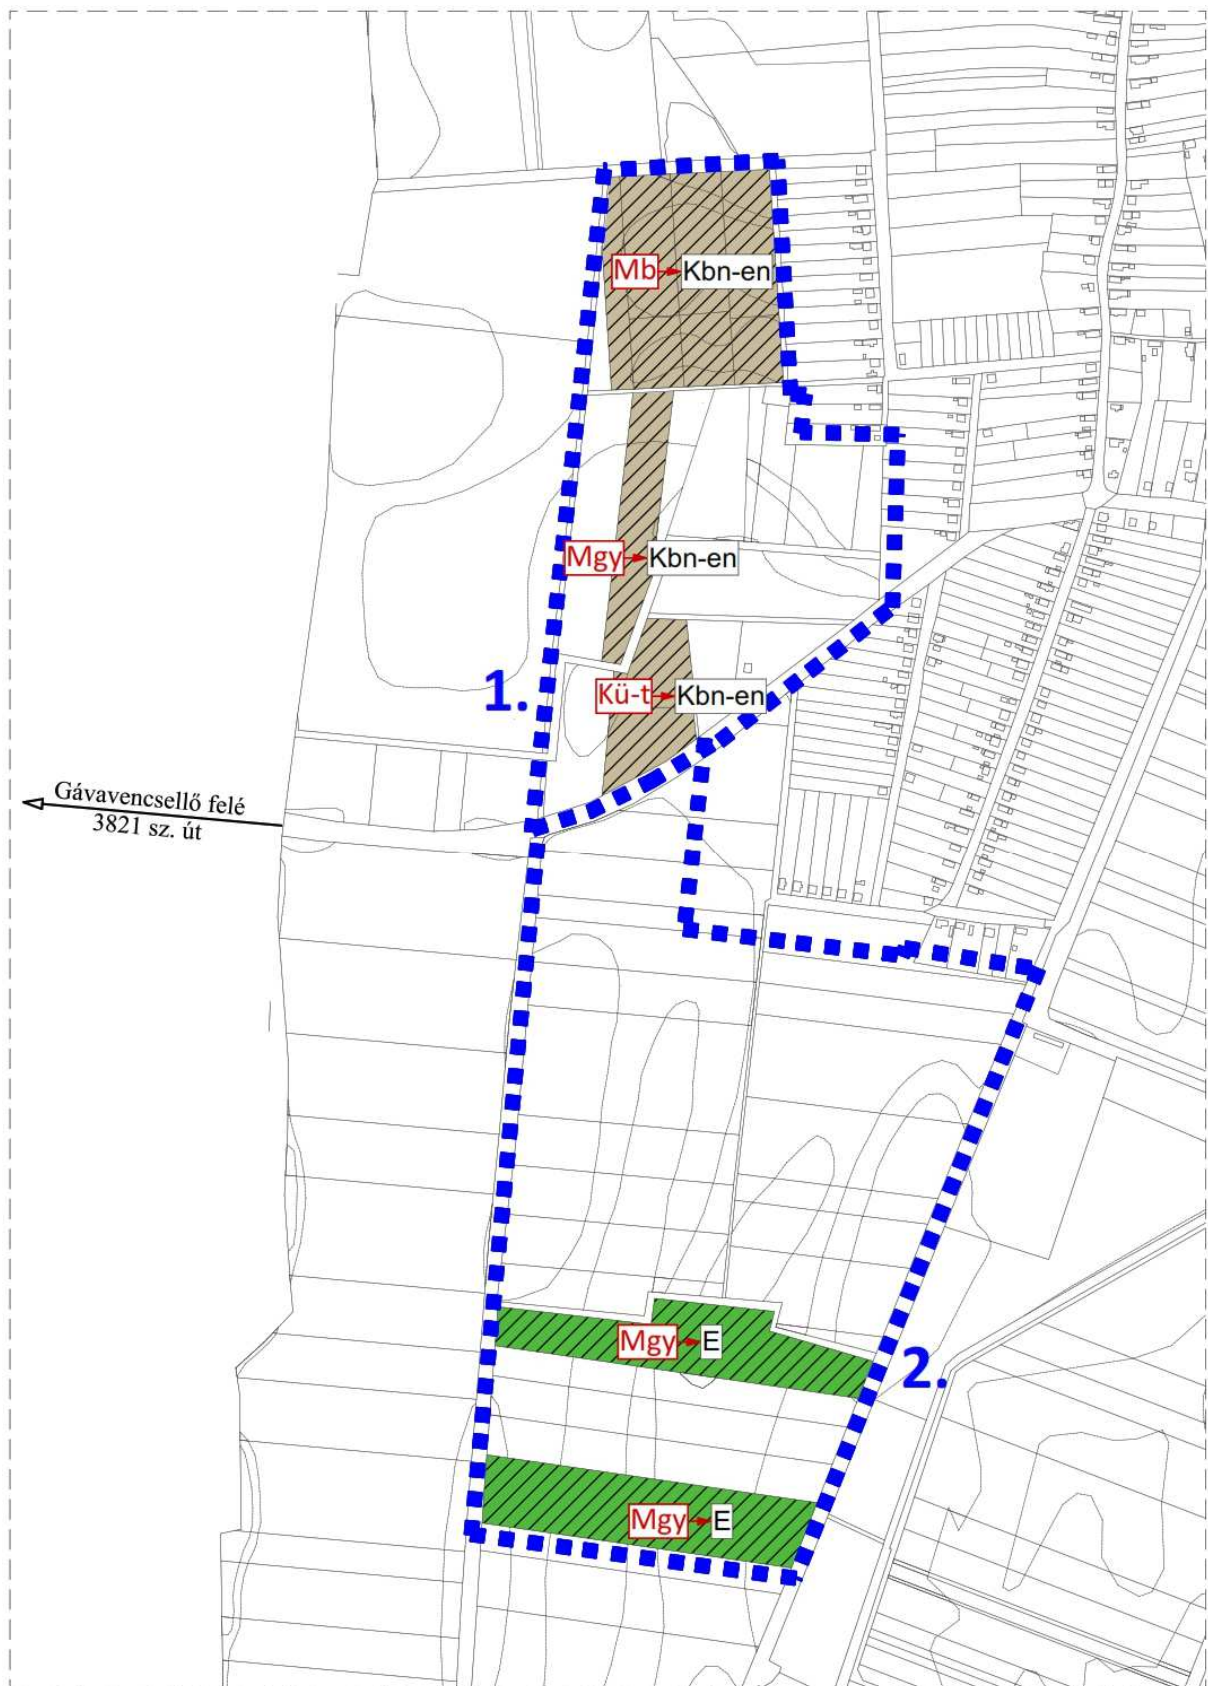 Mb Kbn-en
Mgy Kbn-en
1.
Kü-t Kbn-en
Gávavencsellő felé
3821 sz. út
Mgy E
2.
Mgy E